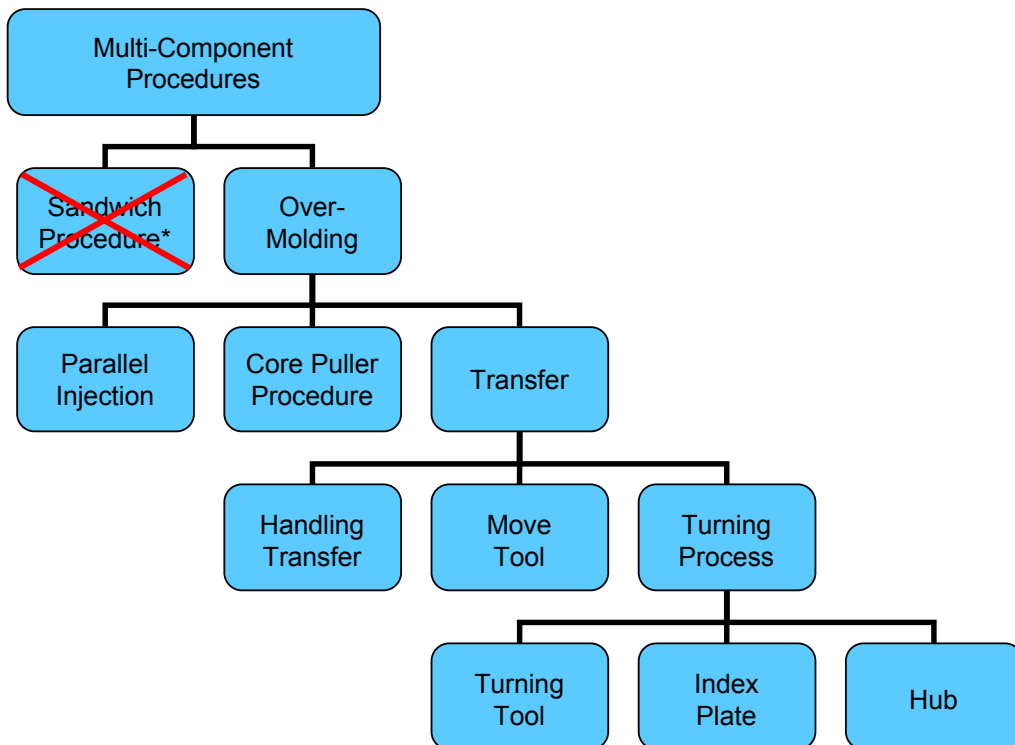 Multi-Component
Procedures
Sandwich
Procedure*
Over-
Molding
Parallel
Injection
Core Puller
Procedure
Transfer
Handling
Transfer
Move
Tool
Turning
Process
Turning
Tool
Index
Plate
Hub